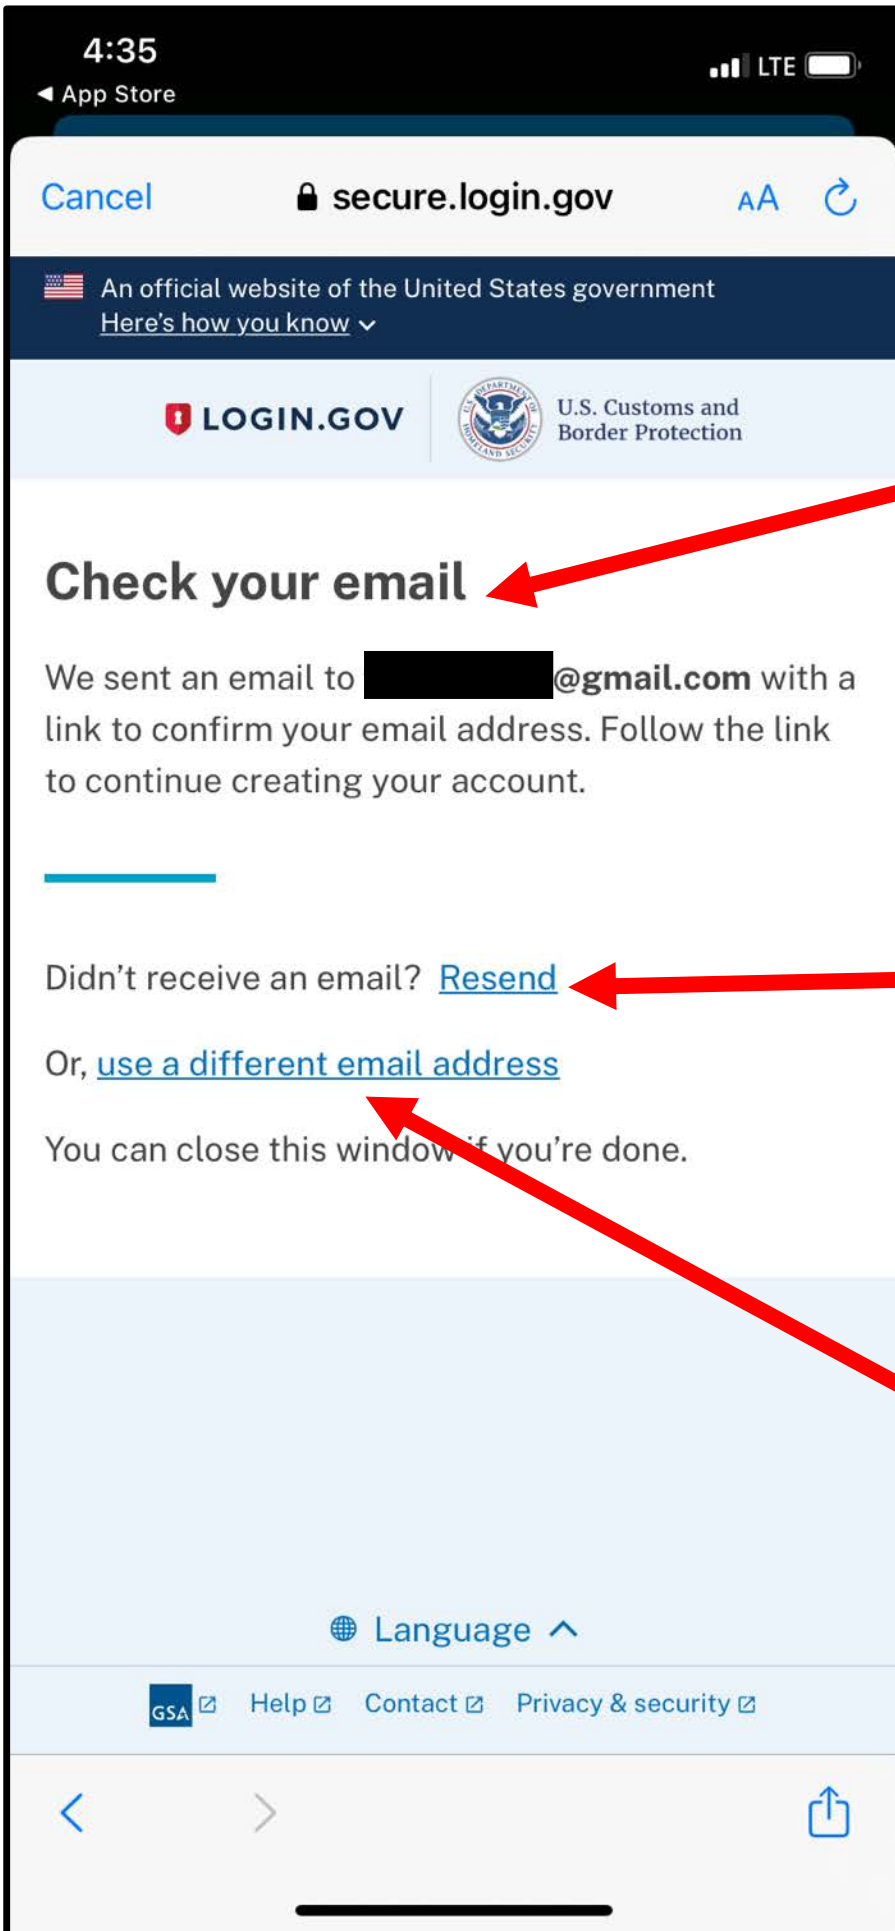 4:35
LTE
◀ App Store
Cancel
secure.login.gov
AA
An official website of the United States government
Here's how you know
LOGIN.GOV
U.S. Customs and
Border Protection
Check your email
We sent an email to @gmail.com with a
link to confirm your email address. Follow the link
to continue creating your account.
Didn't receive an email? Resend
Or, use a different email address
You can close this window if you're done.
Language
GSA Help Contact Privacy & security